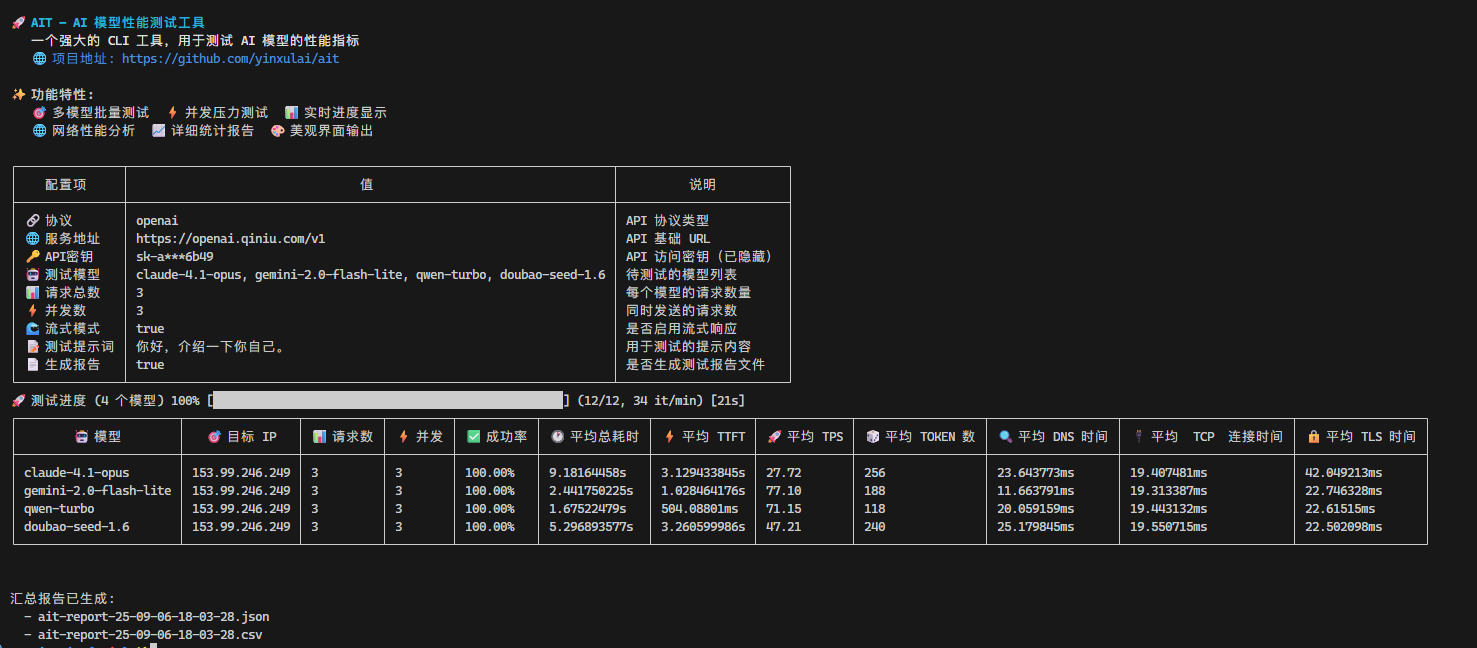 🚀 AIT - AI 模型性能测试工具
一个强大的 CLI 工具, 用于测试 AI 模型的性能指标
🌐 项目地址: https://github.com/yinxulai/ait
✨ 功能特性:
🎯 多模型批量测试 ⚡ 并发压力测试 📊 实时进度显示
🌐 网络性能分析 📈 详细统计报告 🎨 美观界面输出
配置项 值 说明
🔗 协议 openai API 协议类型
🌐 服务地址 https://openai.qiniu.com/v1 API 基础 URL
🔑 API密钥 sk-a***6b49 API 访问密钥（已隐藏）
🤖 测试模型 claude-4.1-opus, gemini-2.0-flash-lite, qwen-turbo, doubao-seed-1.6 待测试的模型列表
📊 请求总数 3 每个模型的请求数量
⚡ 并发数 3 同时发送的请求数
🌊 流式模式 true 是否启用流式响应
📝 测试提示词 你好，介绍一下你自己。 用于测试的提示内容
📄 生成报告 true 是否生成测试报告文件
🚀 测试进度 (4 个模型) 100% [ ] (12/12, 34 it/min) [21s]
🤖 模型 🎯 目标 IP 📊 请求数 ⚡ 并发 ✅ 成功率 🕐 平均总耗时 ⚡ 平均 TTFT 🚀 平均 TPS 🎲 平均 TOKEN 数 🔍 平均 DNS 时间 🔌 平均 TCP 连接时间 🔒 平均 TLS 时间
claude-4.1-opus 153.99.246.249 3 3 100.00% 9.18164458s 3.129433845s 27.72 256 23.643773ms 19.407481ms 42.049213ms
gemini-2.0-flash-lite 153.99.246.249 3 3 100.00% 2.441750225s 1.028464176s 77.10 188 11.663791ms 19.313387ms 22.746328ms
qwen-turbo 153.99.246.249 3 3 100.00% 1.67522479s 504.08801ms 71.15 118 20.059159ms 19.443132ms 22.61515ms
doubao-seed-1.6 153.99.246.249 3 3 100.00% 5.296893577s 3.260599986s 47.21 240 25.179845ms 19.550715ms 22.502098ms
汇总报告已生成:
- ait-report-25-09-06-18-03-28.json
- ait-report-25-09-06-18-03-28.csv